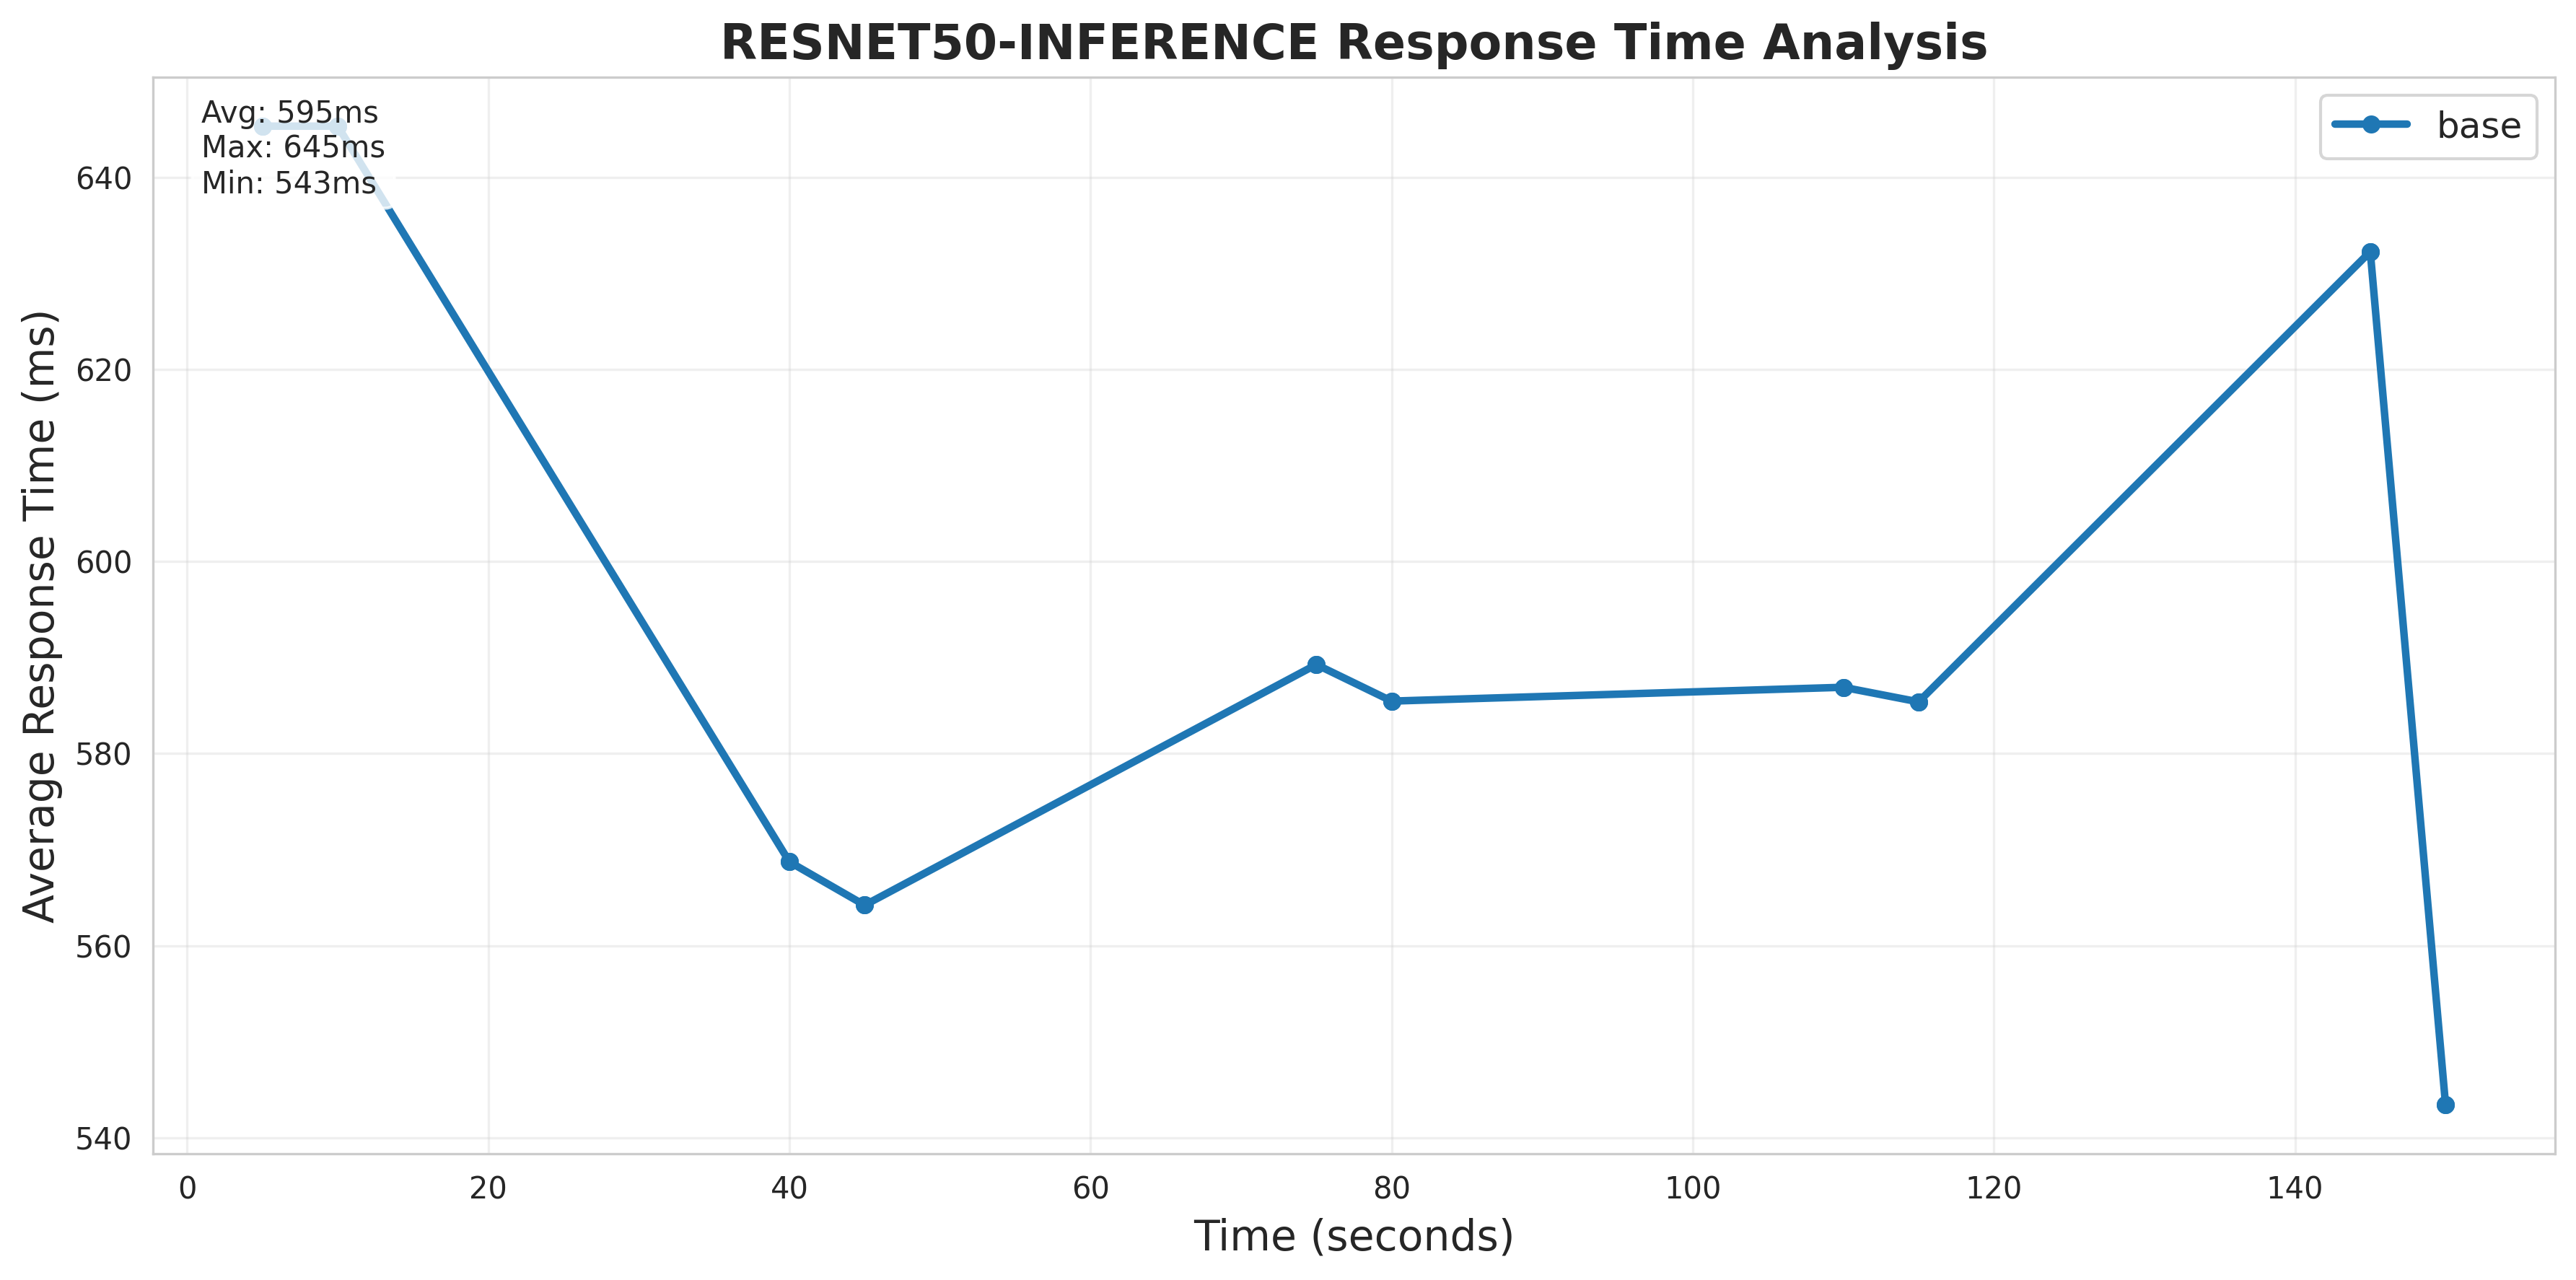 RESNET50-INFERENCE Response Time Analysis
Avg: 595ms
Max: 645ms
Min: 543ms
base
Average Response Time (ms)
640
620
600
580
560
540
0 20 40 60 80 100 120 140
Time (seconds)